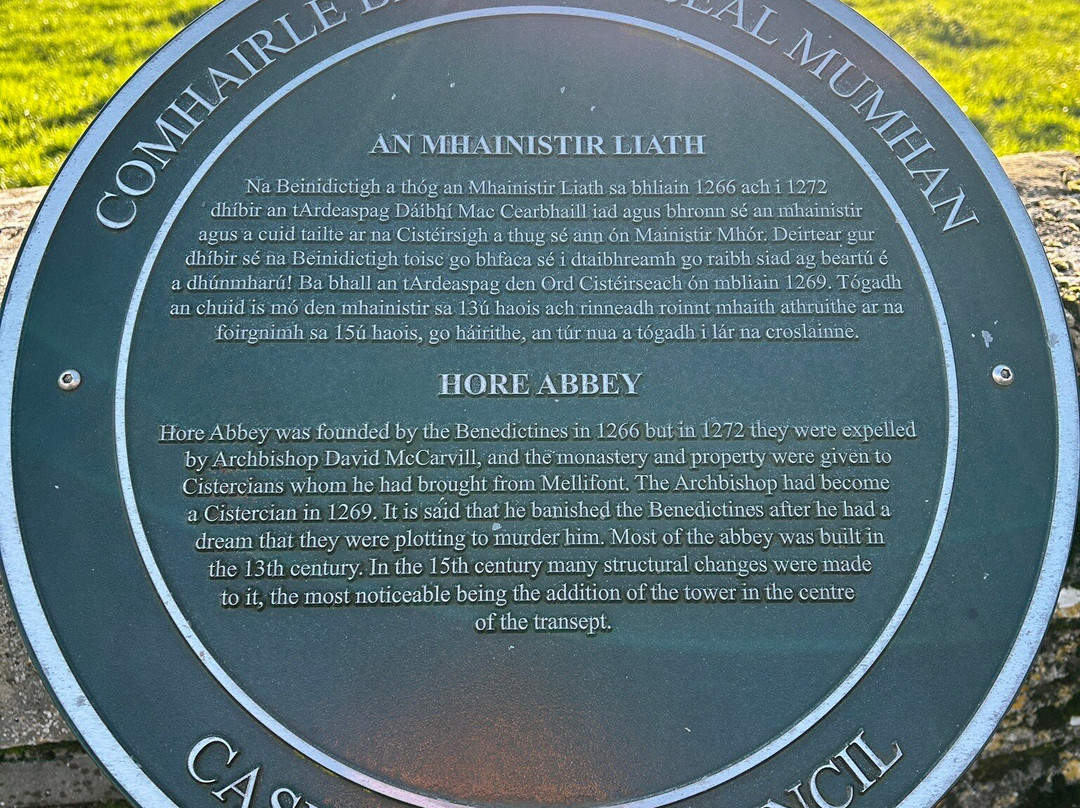 COMHAIRLE
MUMHAN
AN MHAINISTIR LIATH
Na Beinidictigh a thóg an Mhainistir Liath sa bhliain 1266 ach i 1272
dhíbir an tArdeaspag Dáibhí Mac Cearbhaill iad agus bhronn sé an mhainistir
agus a cuid tailte ar na Cistéirsigh a thug sé ann ón Mainistir Mhór. Deirtear gur
dhíbir sé na Beinidictigh toisc go bhfaca sé i dtaibhreamh go raibh siad ag beartú é
a dhúnmharú! Ba bhall an tArdeaspag den Ord Cistéirseach ón mbliain 1269. Tógadh
an chuid is mó den mhainistir sa 13ú haois ach rinneadh roinnt mhaith athruithe ar na
foirgnimh sa 15ú haois, go háirithe, an túr nua a tógadh i lár na croslainne.
HORE ABBEY
Hore Abbey was founded by the Benedictines in 1266 but in 1272 they were expelled
by Archbishop David McCarvill, and the monastery and property were given to
Cistercians whom he had brought from Mellifont. The Archbishop had become
a Cistercian in 1269. It is said that he banished the Benedictines after he had a
dream that they were plotting to murder him. Most of the abbey was built in
the 13th century. In the 15th century many structural changes were made
to it, the most noticeable being the addition of the tower in the centre
of the transept.